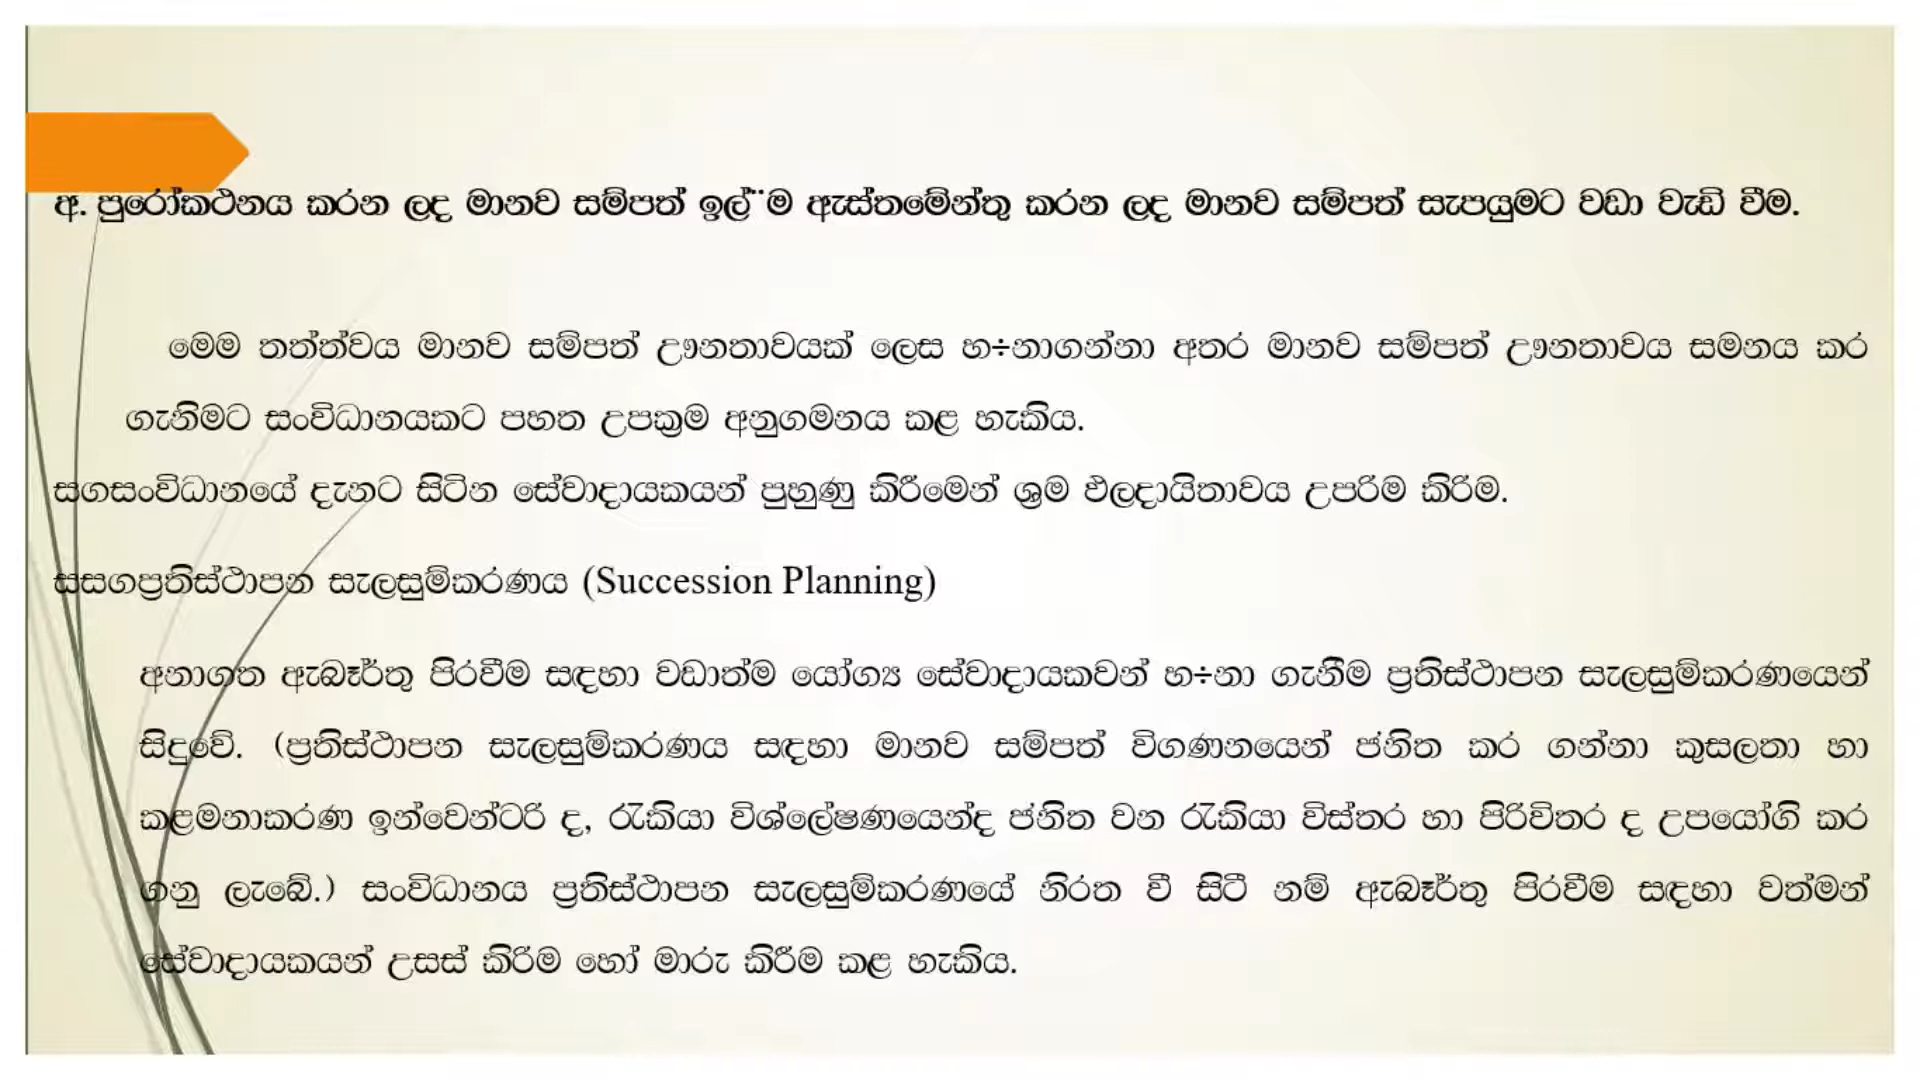 අ. පුරෝකථනය කරන ලද මානව සම්පත් ඉල්¨ම ඇස්තමේන්තු කරන ලද මානව සම්පත් සැපයුමට වඩා වැඩි වීම.
මෙම තත්ත්වය මානව සම්පත් ඌනතාවයක් ලෙස හ÷නාගන්නා අතර මානව සම්පත් ඌනතාවය සමනය කර
ගැනිමට සංවිධානයකට පහත උපක්‍රම අනුගමනය කළ හැකිය.
සගසංවිධානයේ දැනට සිටින සේවාදායකයන් පුහුණු කිරීමෙන් ශ්‍රම ඵලදායිතාවය උපරිම කිරිම.
සසගප්‍රතිස්ථාපන සැලසුම්කරණය (Succession Planning)
අනාගත ඇබෑර්තු පිරවීම සඳහා වඩාත්ම යෝග්‍ය සේවාදායකවන් හ÷නා ගැනීම ප්‍රතිස්ථාපන සැලසුම්කරණයෙන්
සිදුවේ. (ප්‍රතිස්ථාපන සැලසුම්කරණය සඳහා මානව සම්පත් විගණනයෙන් ජනිත කර ගන්නා කුසලතා හා
කළමනාකරණ ඉන්වෙන්ටරි ද, රැකියා විශ්ලේෂණයෙන්ද ජනිත වන රැකියා විස්තර හා පිරිවිතර ද උපයෝගි කර
ගනු ලැබේ.) සංවිධානය ප්‍රතිස්ථාපන සැලසුම්කරණයේ නිරත වී සිටී නම් ඇබෑර්තු පිරවීම සඳහා වත්මන්
සේවාදායකයන් උසස් කිරිම හෝ මාරු කිරීම කළ හැකිය.